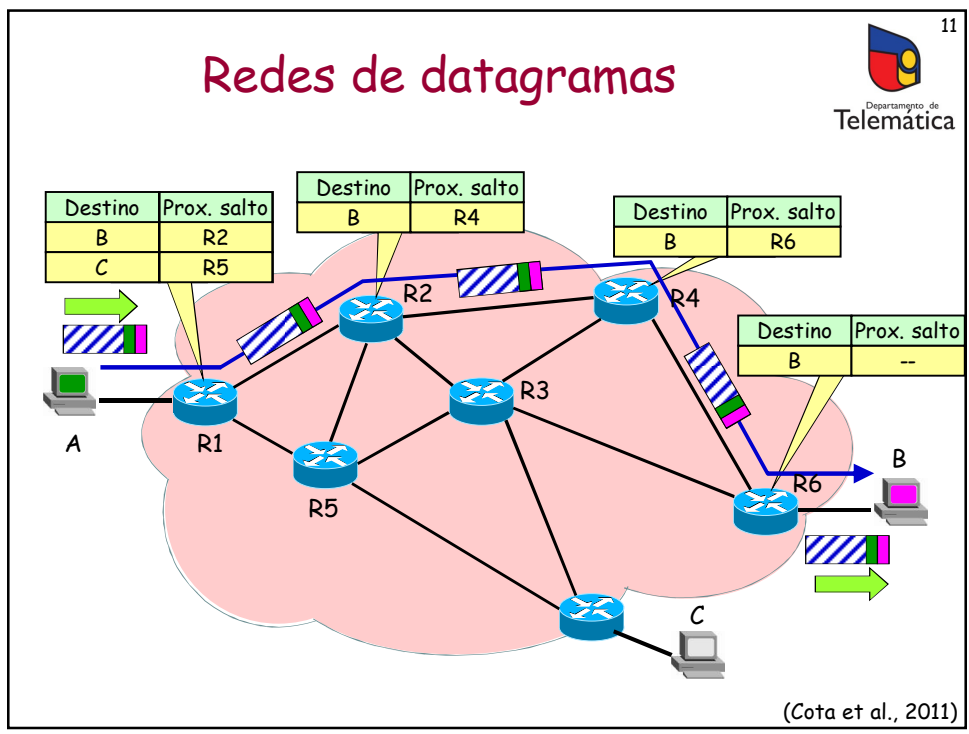 11
Redes de datagramas
Departamento de
Telemática
Destino Prox. salto
B R2
C R5
Destino Prox. salto
B R4
Destino Prox. salto
B R6
Destino Prox. salto
B --
R2
R4
R3
A
R1
R5
R6
B
C
(Cota et al., 2011)